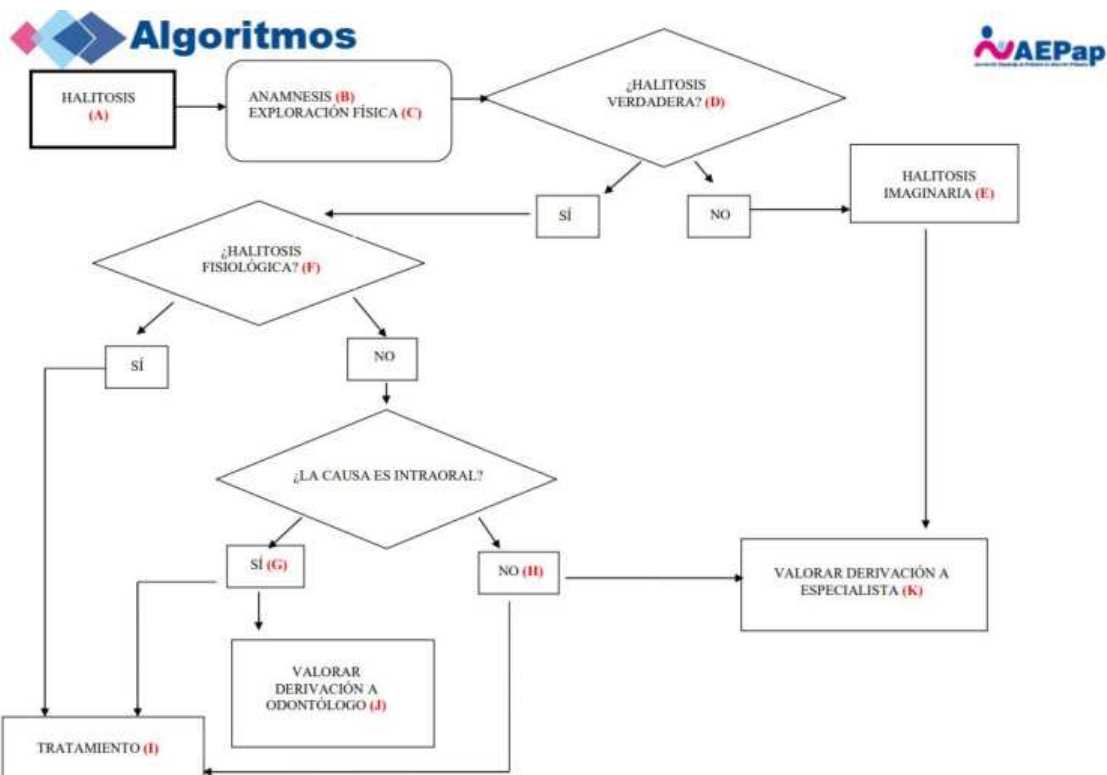 Algoritmos
AEPap
HALITOSIS
(A)
ANAMNESIS (B)
EXPLORACIÓN FÍSICA (C)
¿HALITOSIS
VERDADERA? (D)
HALITOSIS
IMAGINARIA (E)
SÍ
NO
¿HALITOSIS
FISIOLÓGICA? (F)
SÍ
NO
¿LA CAUSA ES INTRAORAL?
SÍ (G)
NO (H)
VALORAR DERIVACIÓN A
ESPECIALISTA (K)
VALORAR
DERIVACIÓN A
ODONTÓLOGO (J)
TRATAMIENTO (I)